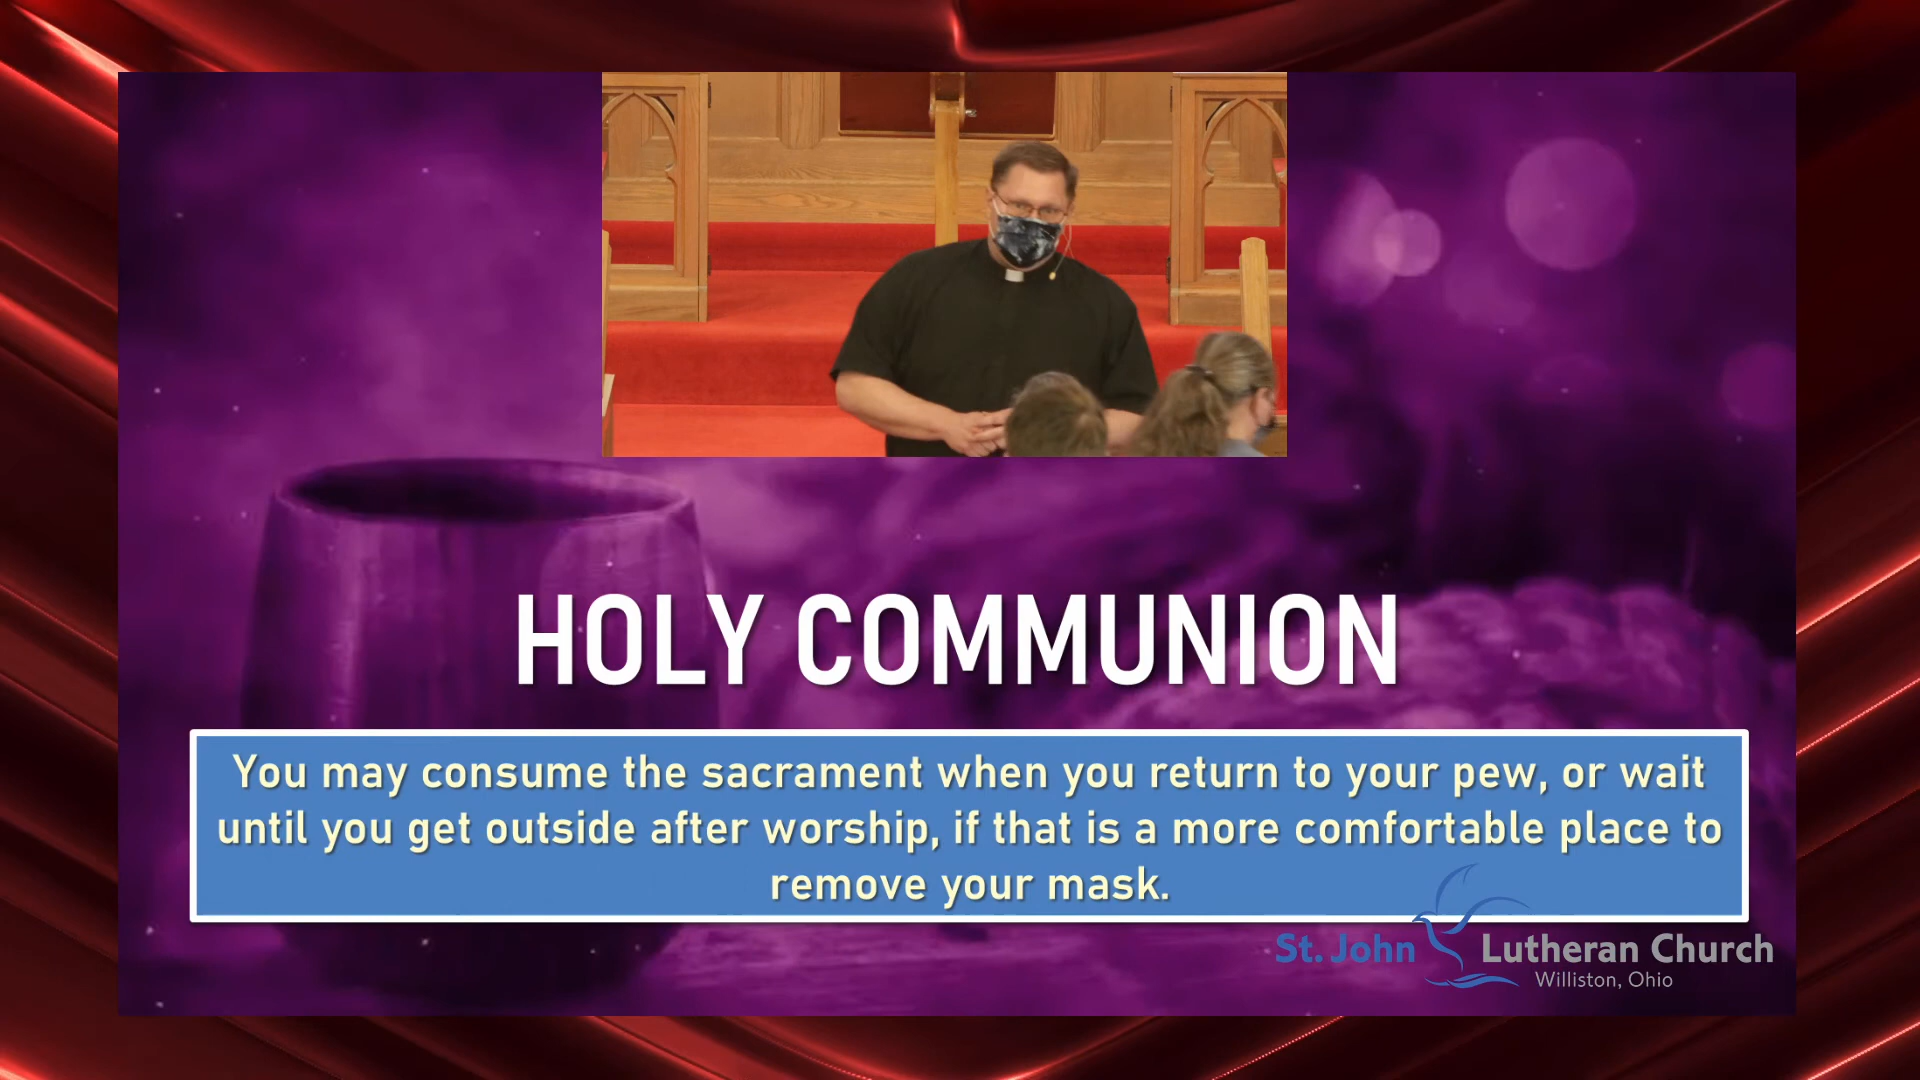 HOLY COMMUNION
You may consume the sacrament when you return to your pew, or wait
until you get outside after worship, if that is a more comfortable place to
remove your mask.
St. John Lutheran Church
Williston, Ohio